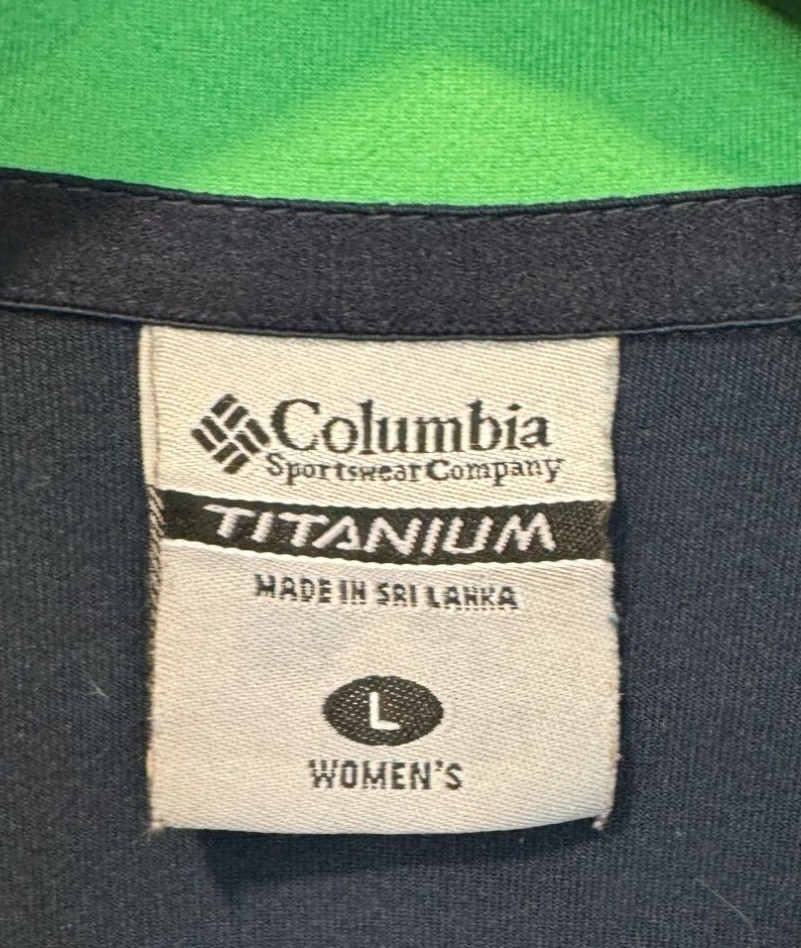 Columbia
Sportswear Company
TITANIUM
MADE IN SRI LANKA
L
WOMEN'S